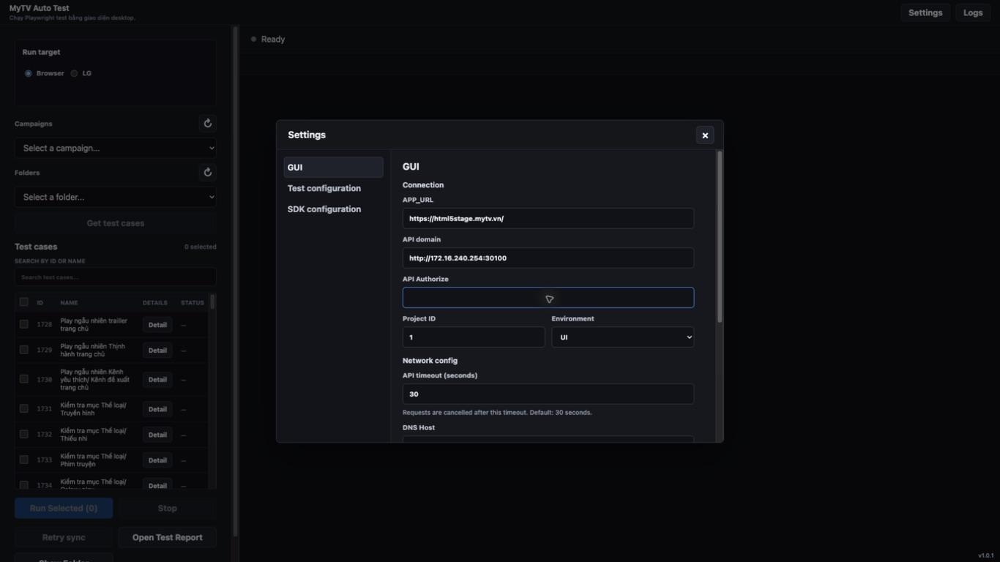 MyTV Auto Test
Chạy Playwright test bằng giao diện desktop.
Settings
Logs
Run target
Browser
LG
Ready
Campaigns
Select a campaign...
Folders
Select a folder...
Get test cases
Test cases
0 selected
SEARCH BY ID OR NAME
Search test cases...
ID
NAME
DETAILS
STATUS
1728
Play ngẫu nhiên trailler
trang chủ
Detail
—
1729
Play ngẫu nhiên Thịnh
hành trang chủ
Detail
—
1730
Play ngẫu nhiên Kênh
yêu thích/ Kênh đề xuất
trang chủ
Detail
—
1731
Kiểm tra mục Thể loại/
Truyền hình
Detail
—
1732
Kiểm tra mục Thể loại/
Thiếu nhi
Detail
—
1733
Kiểm tra mục Thể loại/
Phim truyện
Detail
—
1734
Kiểm tra mục Thể loại/
Detail
—
Run Selected (0)
Stop
Retry sync
Open Test Report
Settings
GUI
Test configuration
SDK configuration
GUI
Connection
APP_URL
https://html5stage.mytv.vn/
API domain
http://172.16.240.254:30100
API Authorize
Project ID
Environment
1
UI
Network config
API timeout (seconds)
30
Requests are cancelled after this timeout. Default: 30 seconds.
DNS Host
v1.0.1